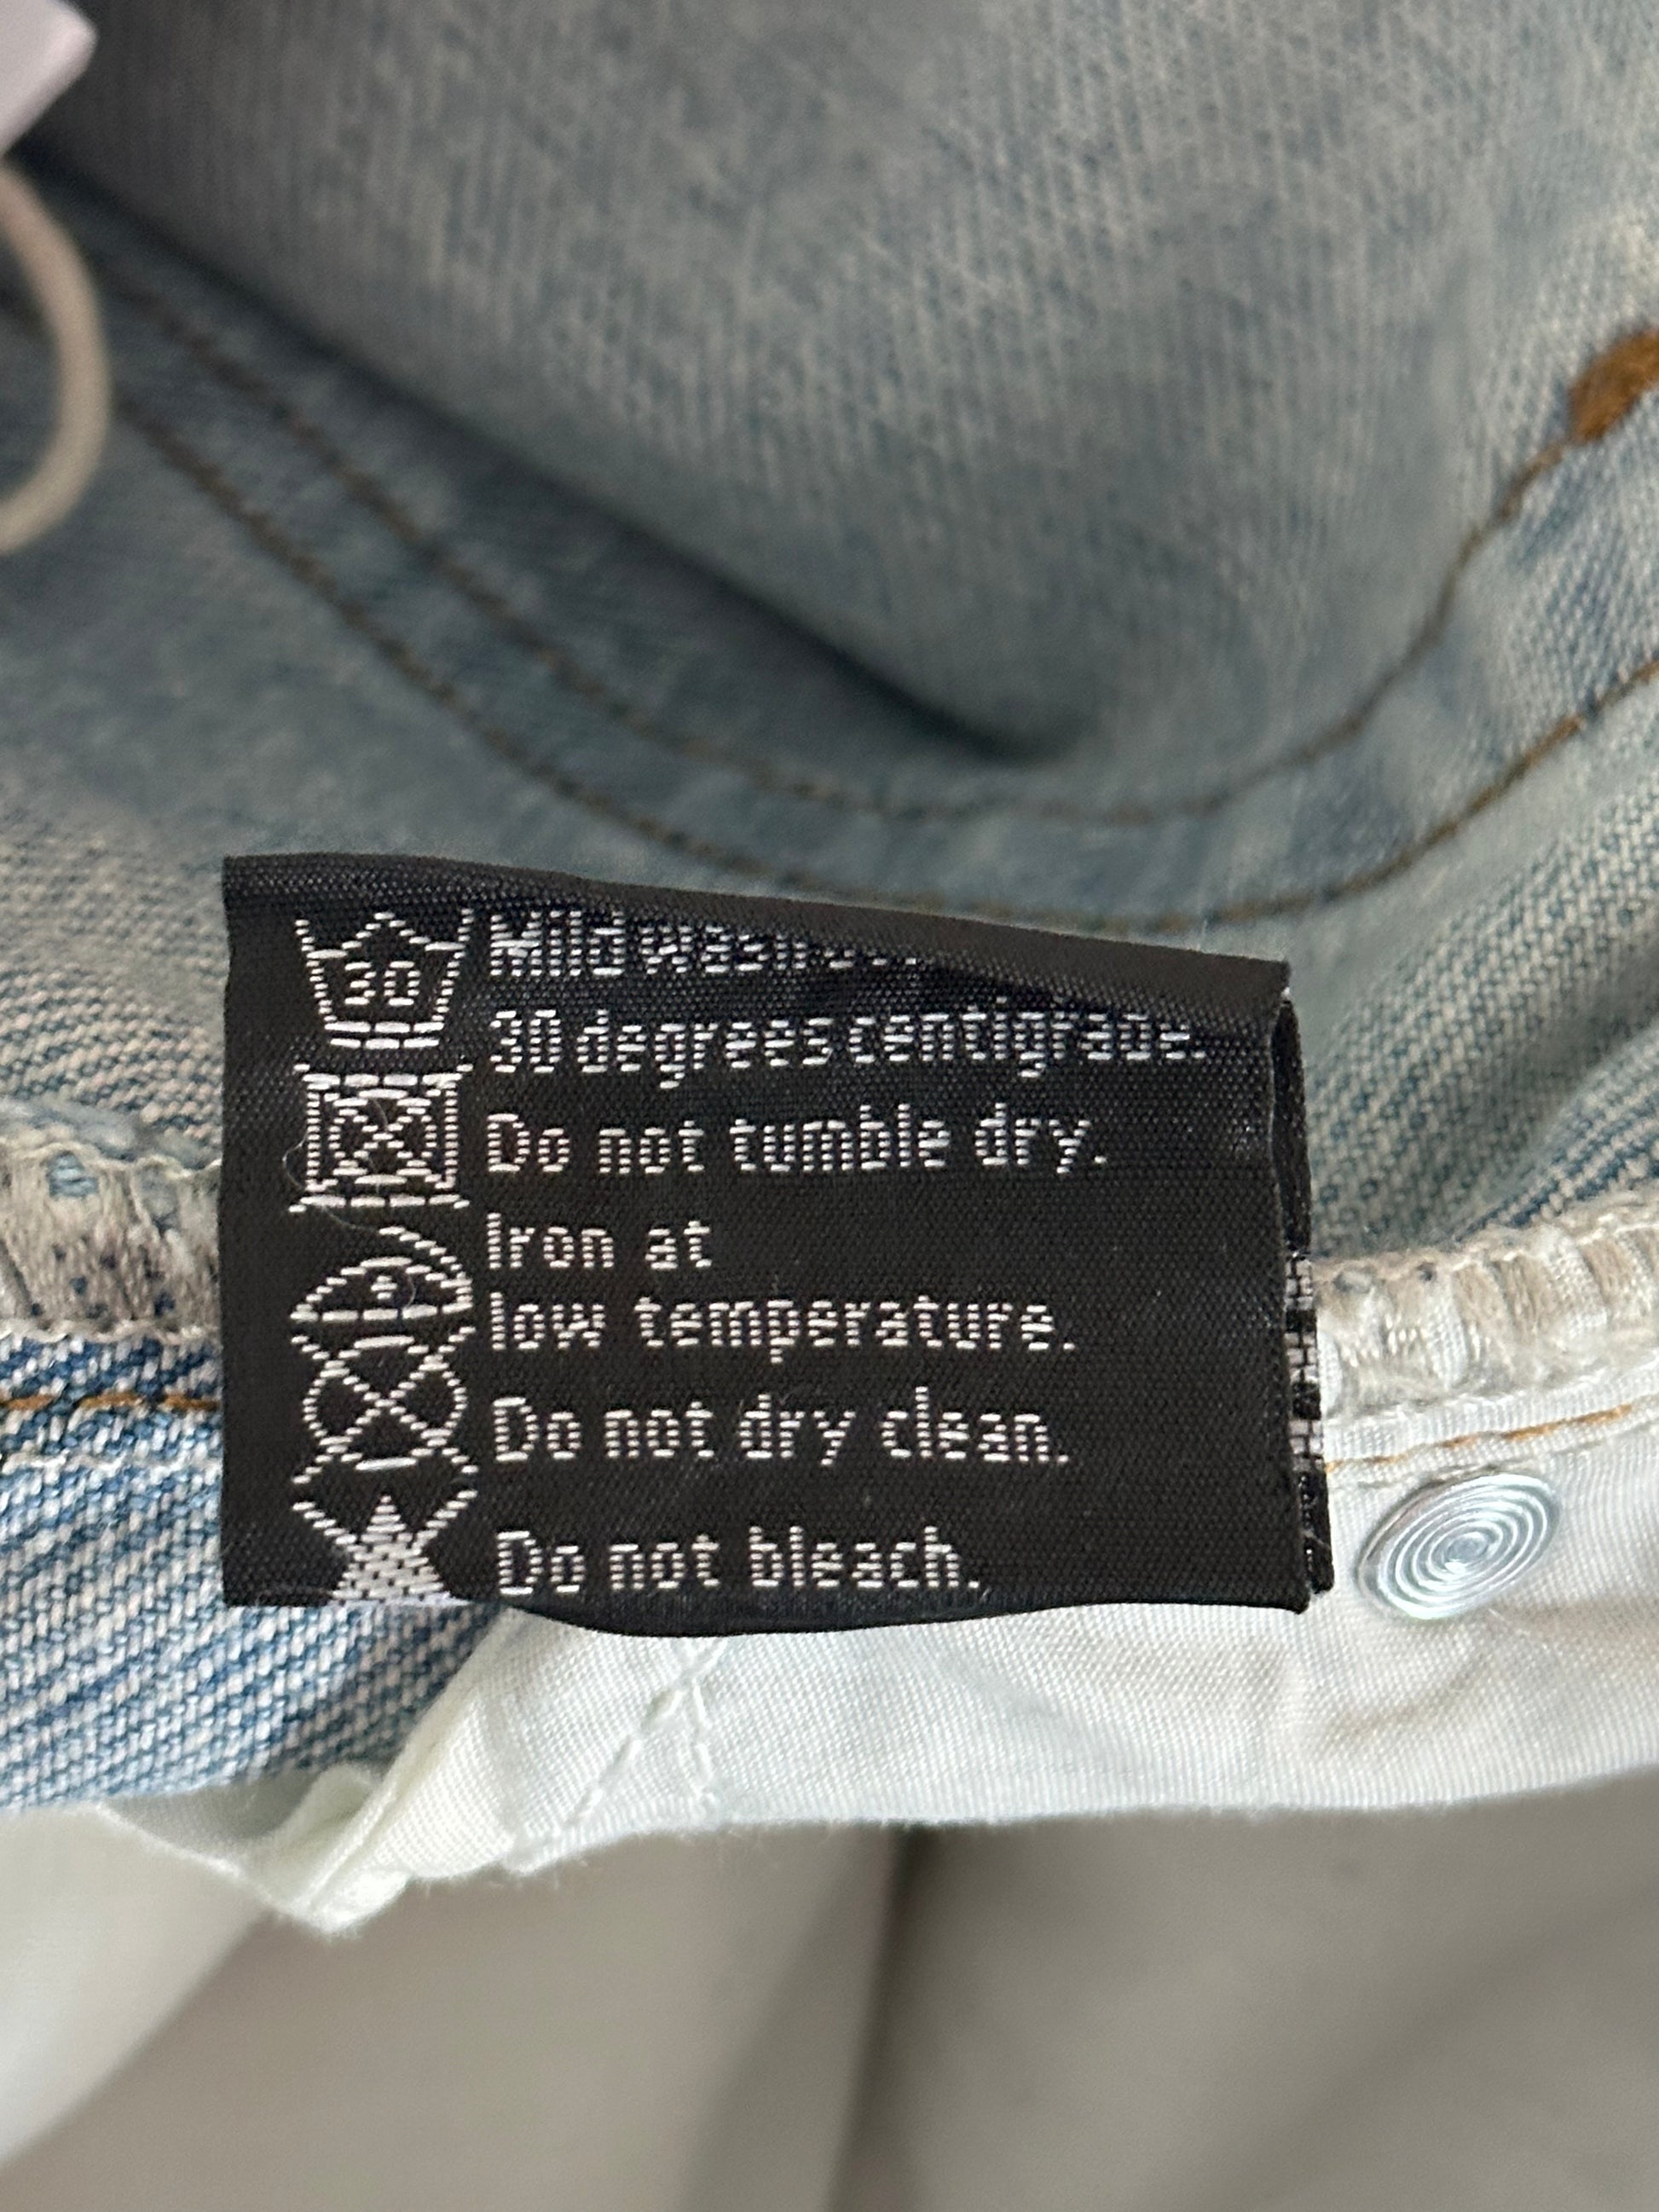 30
Mild wash
30 degrees centigrade.
Do not tumble dry.
Iron at
low temperature.
Do not dry clean.
Do not bleach.